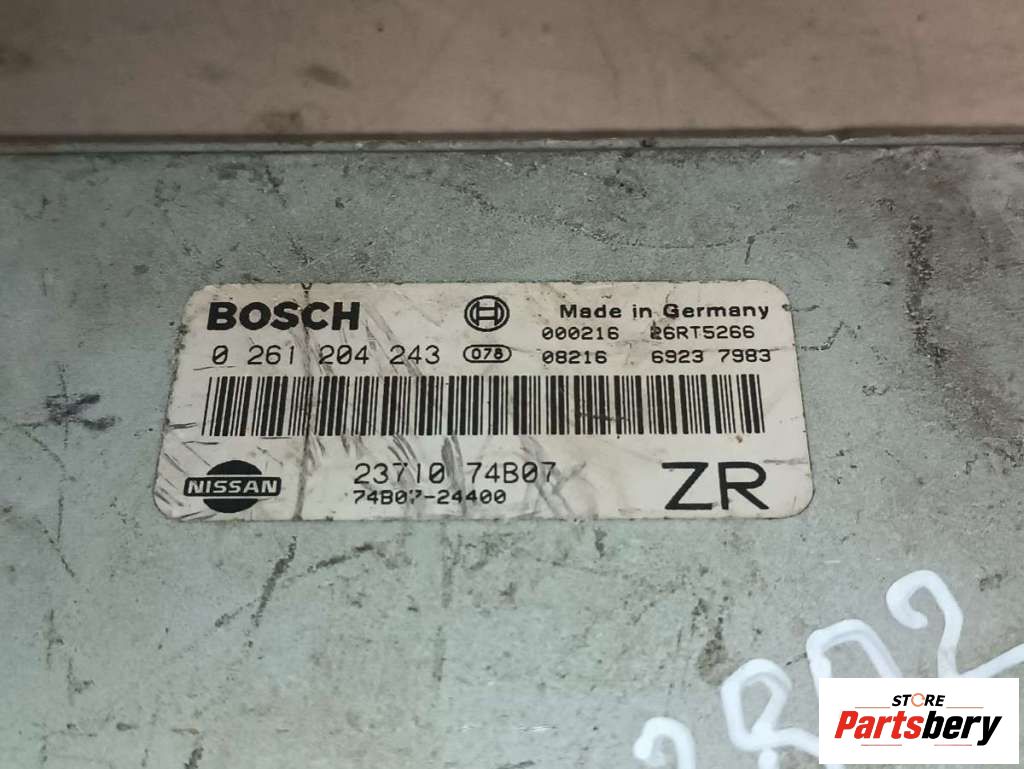 BOSCH
Made in Germany
000216 26RT5266
0 261 204 243 078
08216 6923 7983
NISSAN
23710 74B07
74B07-24400
ZR
STORE
Partsbery